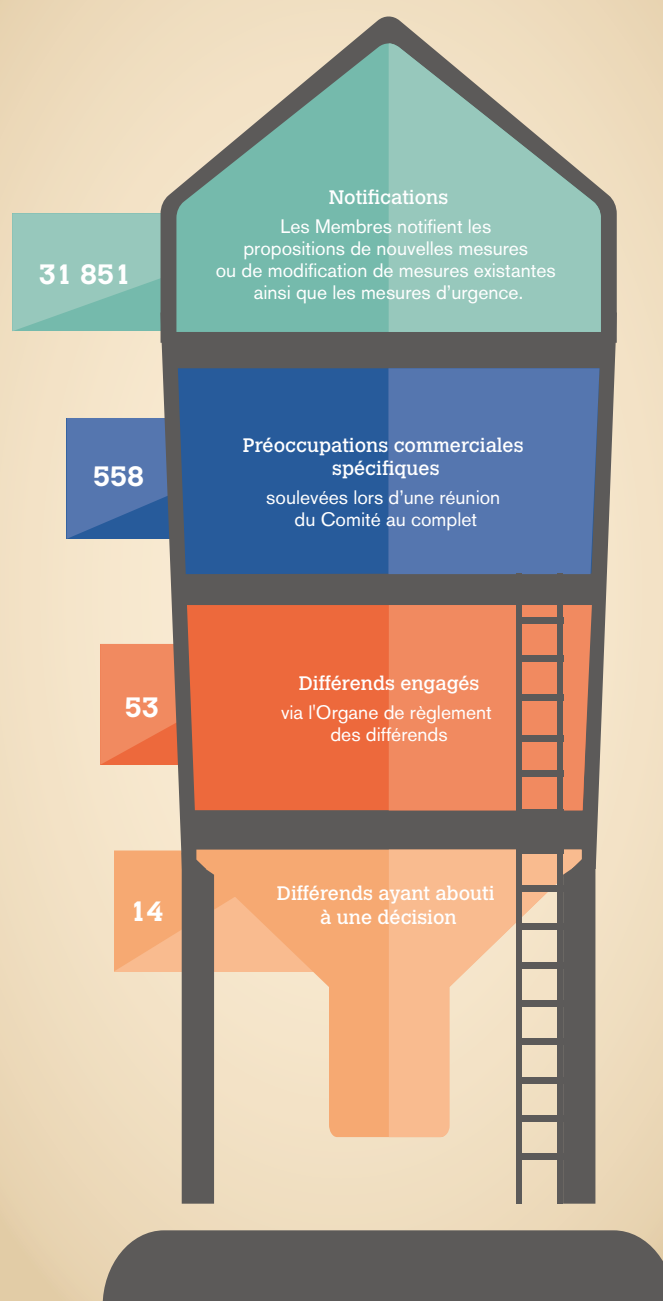 Notifications
Les Membres notifient les
propositions de nouvelles mesures
ou de modification de mesures existantes
ainsi que les mesures d’urgence.
31 851
Préoccupations commerciales
spécifiques
soulevées lors d’une réunion
du Comité au complet
558
Différends engagés
via l'Organe de règlement
des différends
53
Différends ayant abouti
à une décision
14